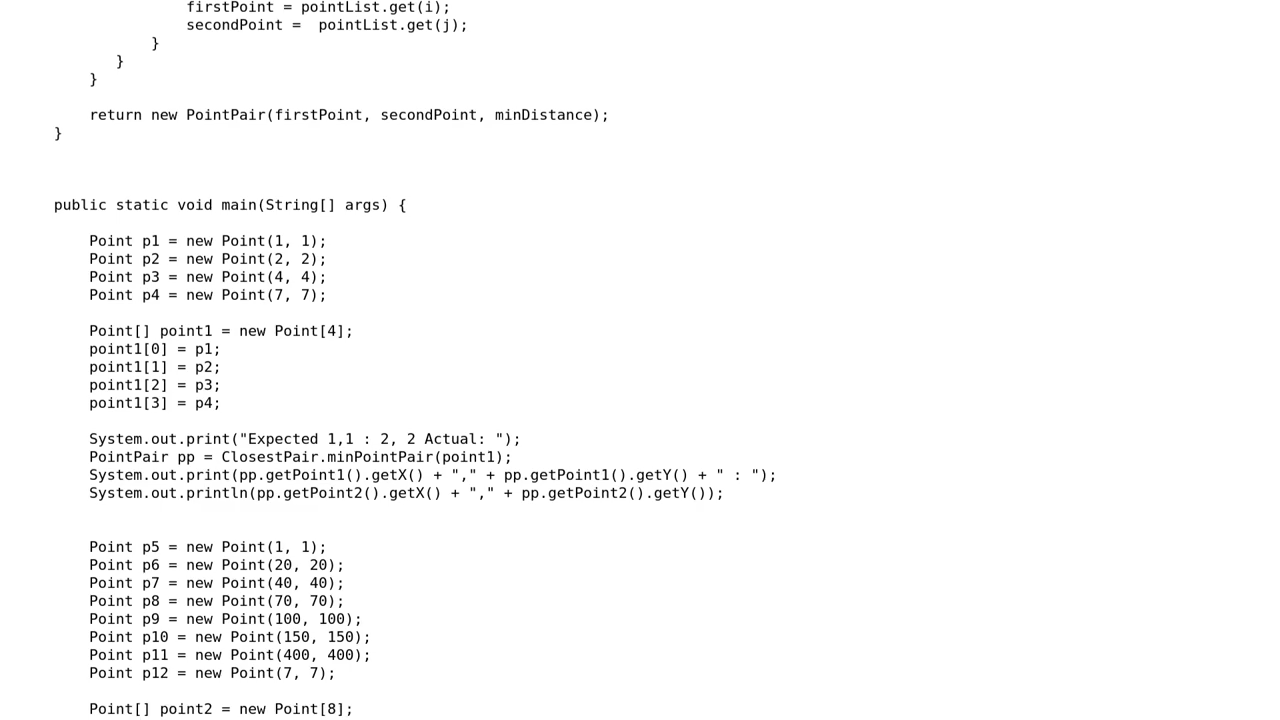 firstPoint = pointList.get(i);
secondPoint =  pointList.get(j);
}
}
}
return new PointPair(firstPoint, secondPoint, minDistance);
}
public static void main(String[] args) {
Point p1 = new Point(1, 1);
Point p2 = new Point(2, 2);
Point p3 = new Point(4, 4);
Point p4 = new Point(7, 7);
Point[] point1 = new Point[4];
point1[0] = p1;
point1[1] = p2;
point1[2] = p3;
point1[3] = p4;
System.out.print("Expected 1,1 : 2, 2 Actual: ");
PointPair pp = ClosestPair.minPointPair(point1);
System.out.print(pp.getPoint1().getX() + "," + pp.getPoint1().getY() + " : ");
System.out.println(pp.getPoint2().getX() + "," + pp.getPoint2().getY());
Point p5 = new Point(1, 1);
Point p6 = new Point(20, 20);
Point p7 = new Point(40, 40);
Point p8 = new Point(70, 70);
Point p9 = new Point(100, 100);
Point p10 = new Point(150, 150);
Point p11 = new Point(400, 400);
Point p12 = new Point(7, 7);
Point[] point2 = new Point[8];